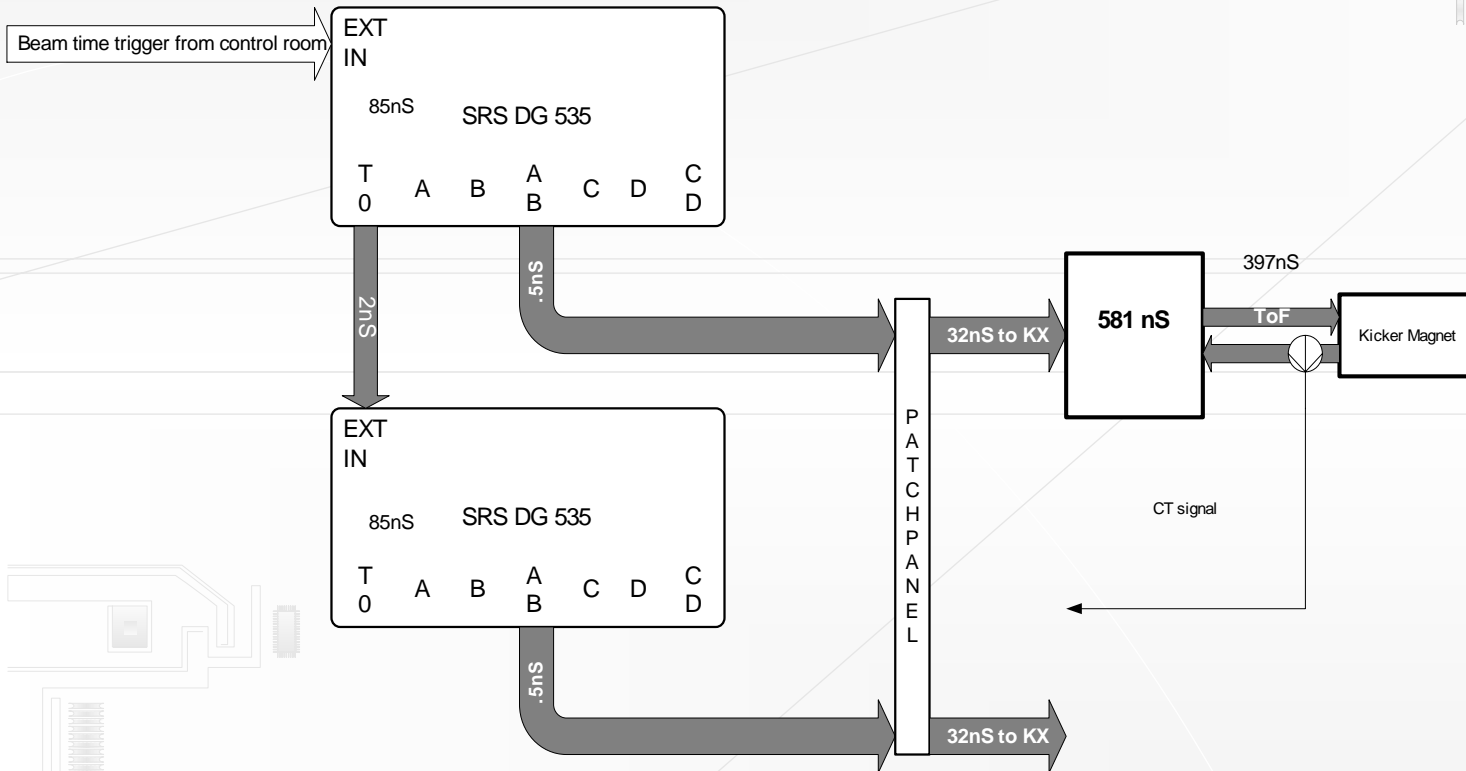 Beam time trigger from control room
EXT
IN
85nS
SRS DG 535
T
0
A
B
A
B
C
D
C
D
2nS
.5nS
32nS to KX
581 nS
397nS
ToF
Kicker Magnet
CT signal
P
A
T
C
H
P
A
N
E
L
EXT
IN
85nS
SRS DG 535
T
0
A
B
A
B
C
D
C
D
.5nS
32nS to KX